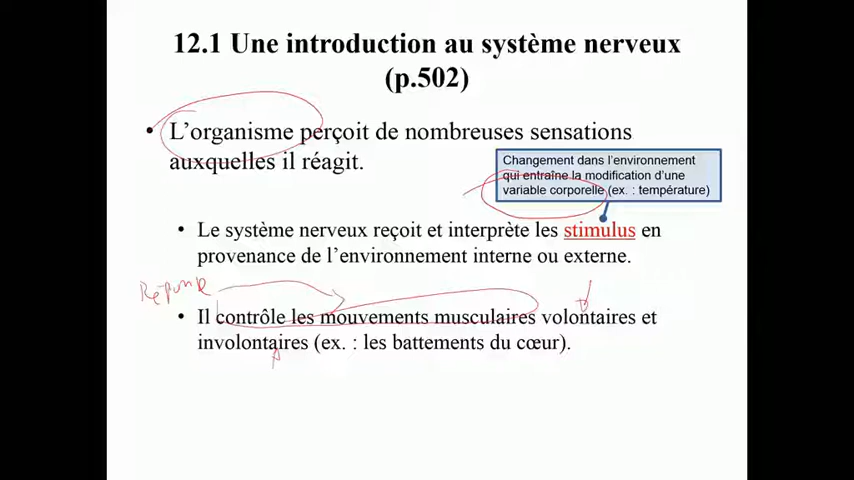 12.1 Une introduction au système nerveux
(p.502)
• L’organisme perçoit de nombreuses sensations
auxquelles il réagit.
Changement dans l’environnement
qui entraîne la modification d’une
variable corporelle (ex. : température)
• Le système nerveux reçoit et interprète les stimulus en
provenance de l’environnement interne ou externe.
Réponse
• Il contrôle les mouvements musculaires volontaires et
involontaires (ex. : les battements du cœur).